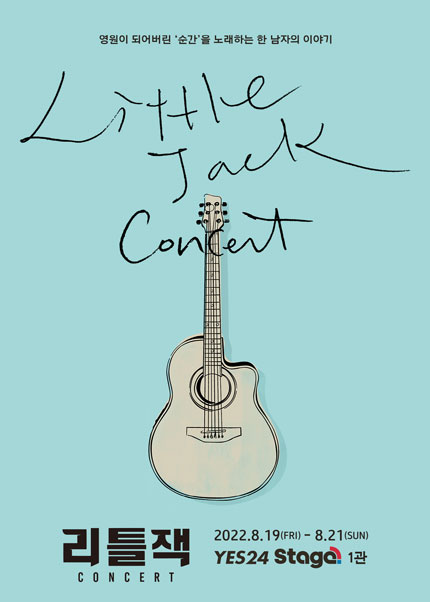 영원이 되어버린 ‘순간’을 노래하는 한 남자의 이야기
Little
Jack
Concert
리틀잭
CONCERT
2022.8.19(FRI) - 8.21(SUN)
YES24 Stage 1관